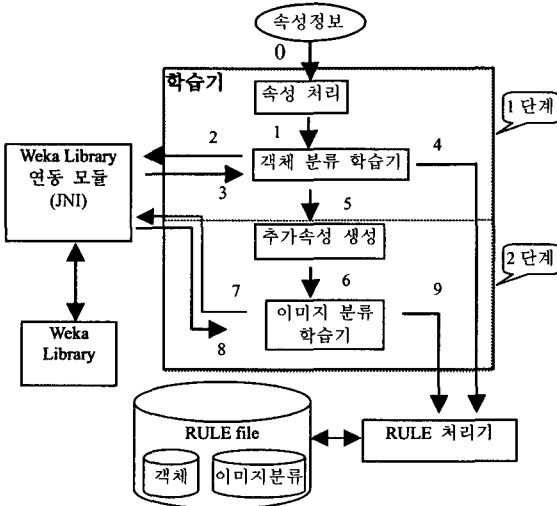 속성정보
0
학습기
속성 처리
1 단계
1
2
4
Weka Library
연동 모듈
(JNI)
객체 분류 학습기
3
5
추가속성 생성
2 단계
6
7
9
이미지 분류
학습기
8
Weka
Library
RULE file
RULE 처리기
객체
이미지분류